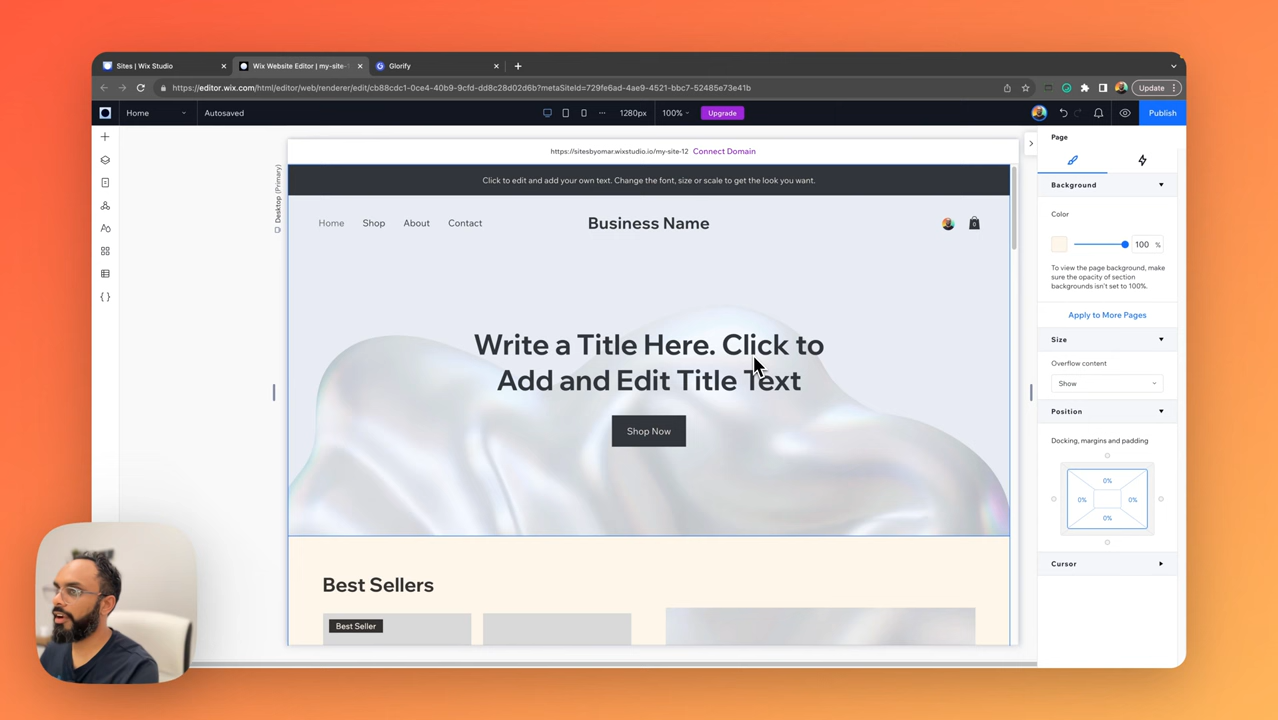 Sites | Wix Studio
Wix Website Editor | my-site-
Glorify
https://editor.wix.com/html/editor/web/renderer/edit/cb88cdc1-0ce4-40b9-9cfd-dd8c28d02d6b?metaSiteId=729fe6ad-4ae9-4521-bbc7-52485e73e41b
Update
Home
Autosaved
1280px
100%
Upgrade
Publish
https://sitesbyomar.wixstudio.io/my-site-12 Connect Domain
Desktop (Primary)
Click to edit and add your own text. Change the font, size or scale to get the look you want.
Home
Shop
About
Contact
Business Name
0
Write a Title Here. Click to
Add and Edit Title Text
Shop Now
Best Sellers
Best Seller
Page
Background
Color
100 %
To view the page background, make
sure the opacity of section
backgrounds isn't set to 100%.
Apply to More Pages
Size
Overflow content
Show
Position
Docking, margins and padding
0%
0%
0%
0%
Cursor